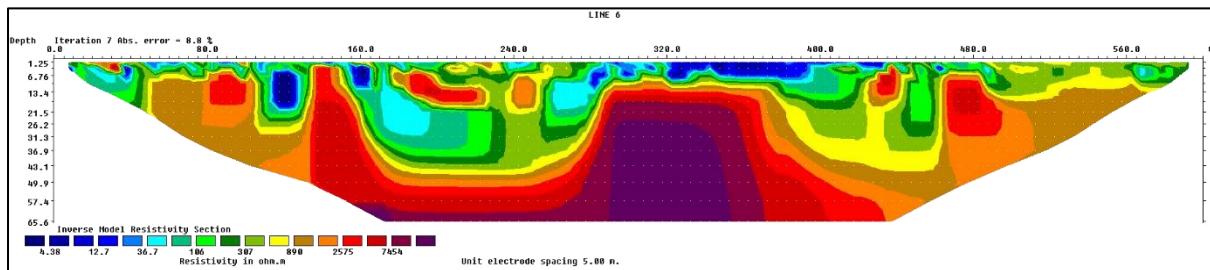 LINE 6
Depth Iteration 7 Abs. error = 8.8 %
0.0 80.0 160.0 240.0 320.0 400.0 480.0 560.0
1.25
6.76
13.4
21.5
26.2
31.3
36.9
43.1
49.9
57.4
65.6
Inverse Model Resistivity Section
4.38 12.7 36.7 106 307 890 2575 7454
Resistivity in ohm.m Unit electrode spacing 5.00 m.